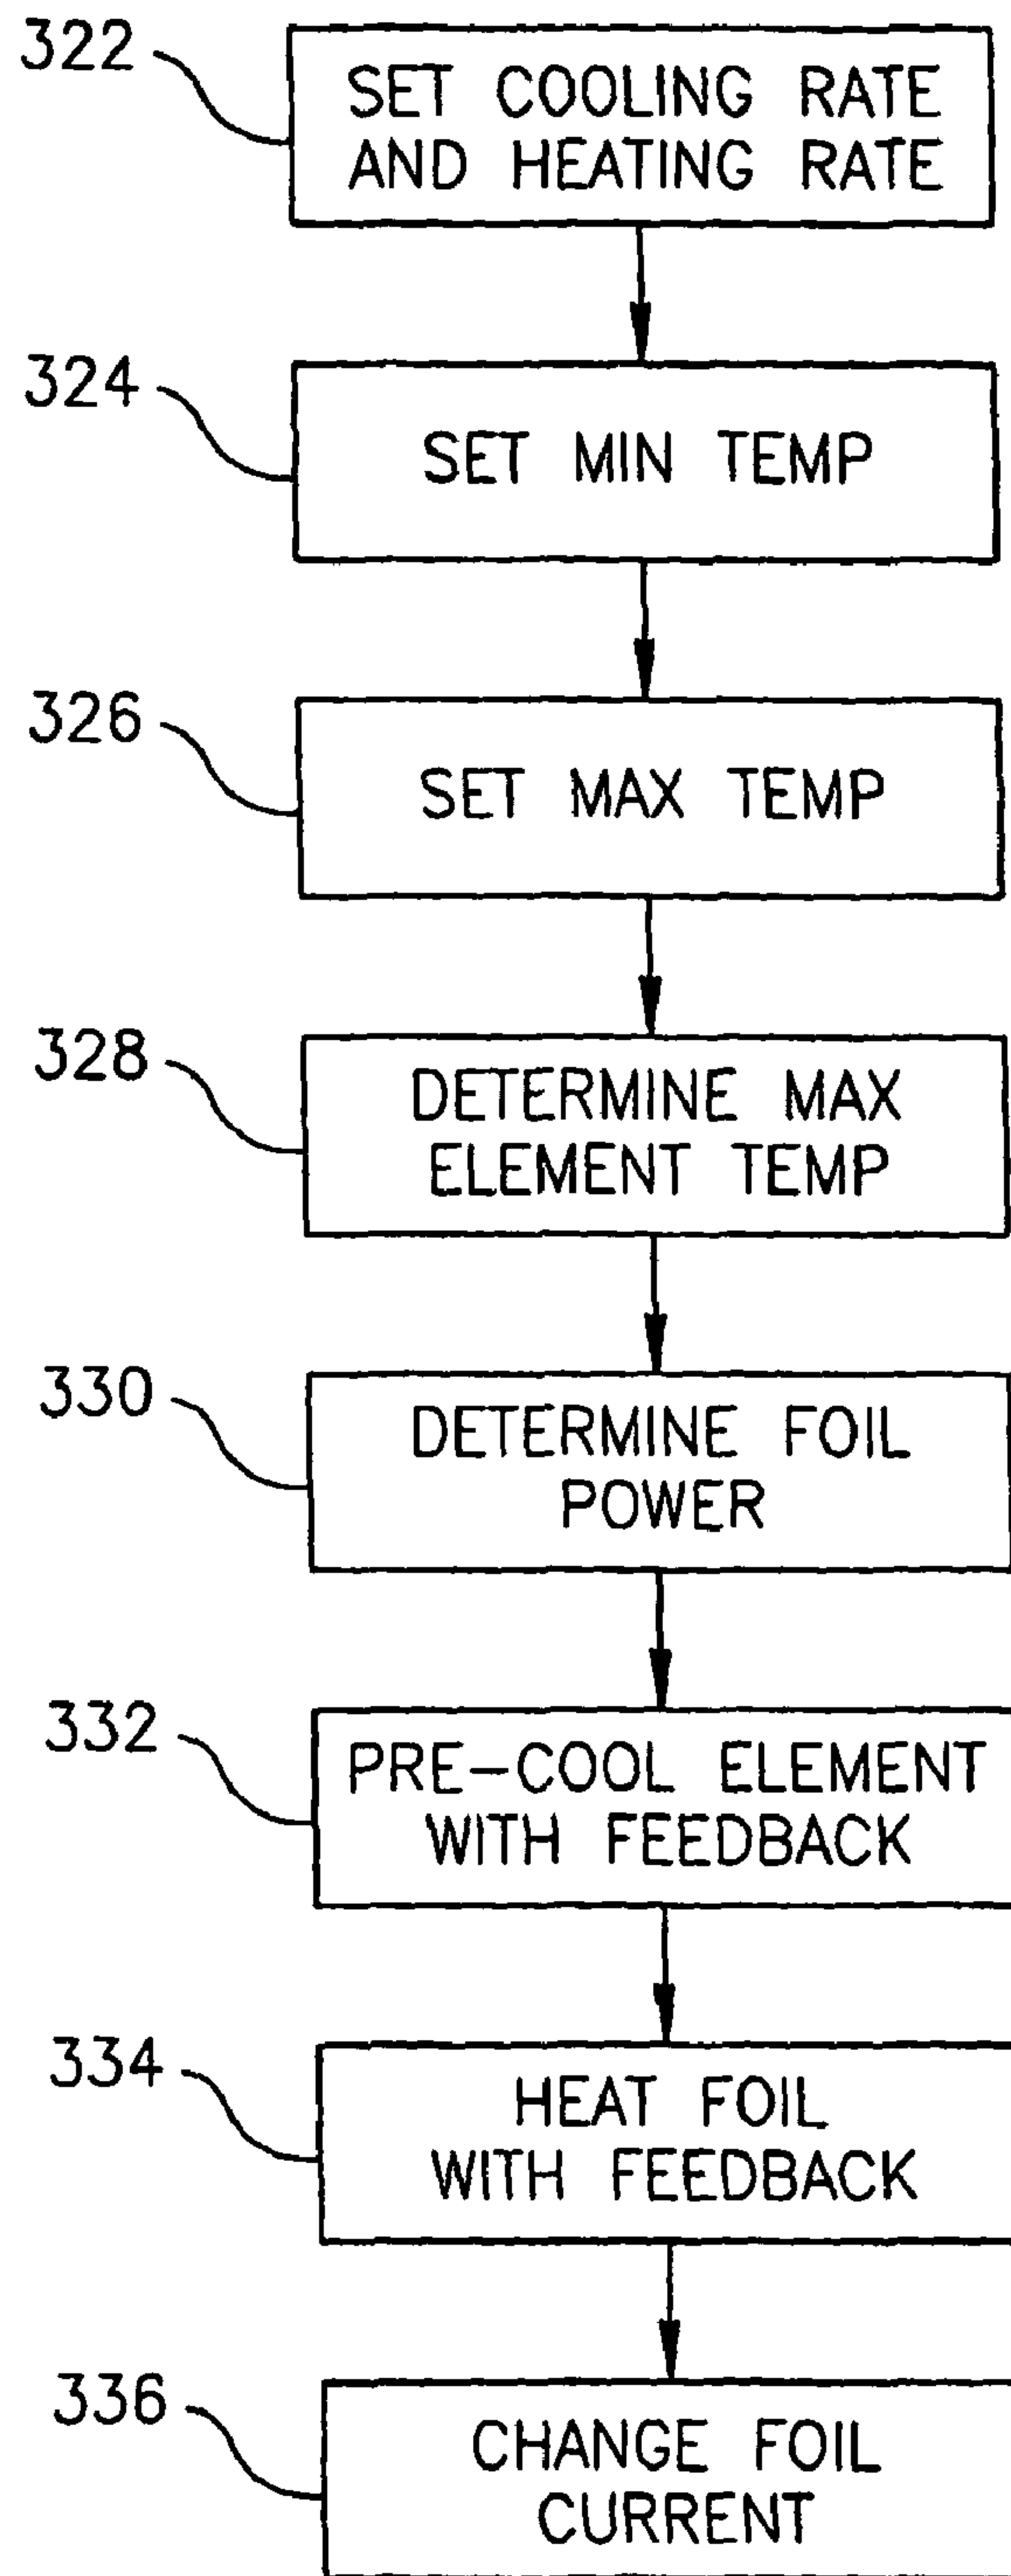 322
SET COOLING RATE
AND HEATING RATE
324
SET MIN TEMP
326
SET MAX TEMP
328
DETERMINE MAX
ELEMENT TEMP
330
DETERMINE FOIL
POWER
332
PRE-COOL ELEMENT
WITH FEEDBACK
334
HEAT FOIL
WITH FEEDBACK
336
CHANGE FOIL
CURRENT